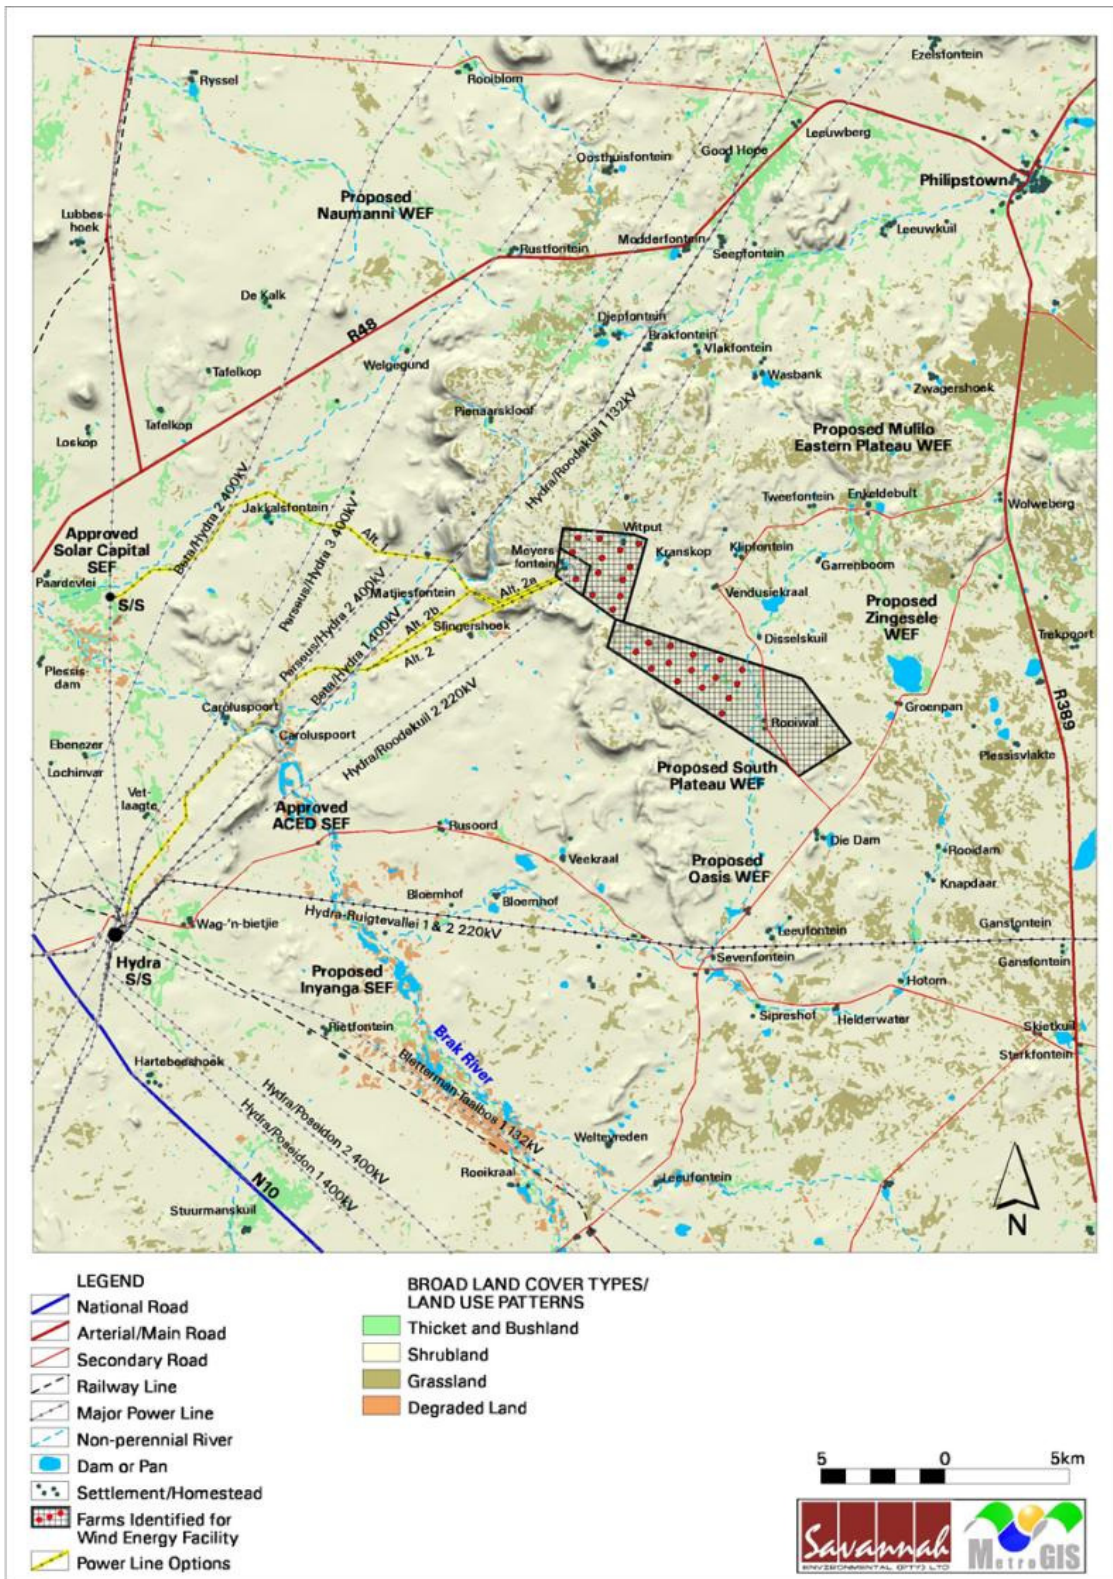 Ezelsfontein
Ryssel
Rooiblom
Leeuwberg
Good Hope
Oosthuisfontein
Philipstown
Proposed
Naumanni WEF
Lubbes-
hoek
Leeuwkuil
Modderfontein
Rustfontein
Seepfontein
De Kalk
R48
Diepfontein
Brakfontein
Vlakfontein
Welgegund
Tafelkop
Wasbank
Zwagershoek
Pienaarskloof
Hydra/Roodekuil 1 132kV
Tafelkop
Loskop
Proposed Mulilo
Eastern Plateau WEF
Beta/Hydra 2 400kV
Jakkalsfontein
Perseus/Hydra 3 400kV
Tweefontein
Enkeldebult
Wolweberg
Approved
Solar Capital
SEF
Alt. 1
Witput
Meyers-
fontein
Kranskop
Klipfontein
Garrenboom
Paardevlei
S/S
Perseus/Hydra 2 400kV
Matjiesfontein
Alt. 2a
Vendusiekraal
Proposed
Zingesele
WEF
Alt. 2b
Slingershoek
Disselskuil
Trekpoort
Beta/Hydra 1 400kV
Alt. 2
Plessis-
dam
Caroluspoort
Hydra/Roodekuil 2 220kV
Groenpan
R389
Rooiwal
Caroluspoort
Ebenezer
Plessisvlakte
Lochinvar
Proposed South
Plateau WEF
Vet-
laagte
Approved
ACED SEF
Rusoord
Die Dam
Rooidam
Veekraal
Proposed
Oasis WEF
Knapdaar
Bloemhof
Bloemhof
Wag-'n-bietjie
Hydra-Ruigtevallei 1 & 2 220kV
Leeufontein
Gansfontein
Hydra
S/S
Sevenfontein
Gansfontein
Proposed
Inyanga SEF
Hotom
Sipreshof
Helderwater
Rietfontein
Brak River
Skietkuil
Sterkfontein
Harteбeeshoek
Bletterman-Taaibos 1 132kV
Hydra/Poseidon 2 400kV
Hydra/Poseidon 1 400kV
Weltevreden
Rooikraal
Leeufontein
N10
Stuurmanskuil
N
LEGEND
National Road
Arterial/Main Road
Secondary Road
Railway Line
Major Power Line
Non-perennial River
Dam or Pan
Settlement/Homestead
Farms Identified for
Wind Energy Facility
Power Line Options
BROAD LAND COVER TYPES/
LAND USE PATTERNS
Thicket and Bushland
Shrubland
Grassland
Degraded Land
5 0 5km
Savannah
ENVIRONMENTAL (PTY) LTD
MetroGIS